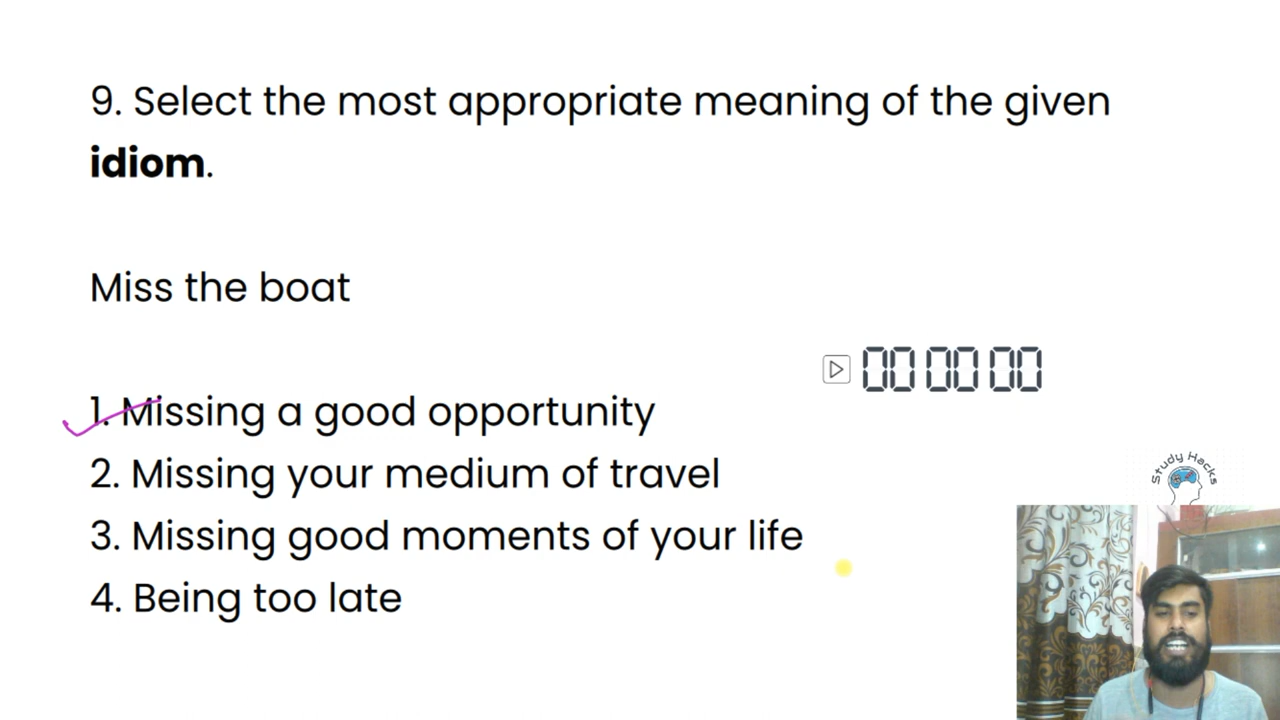 9. Select the most appropriate meaning of the given
idiom.
Miss the boat
00 00 00
1. Missing a good opportunity
2. Missing your medium of travel
3. Missing good moments of your life
4. Being too late
Study Hacks